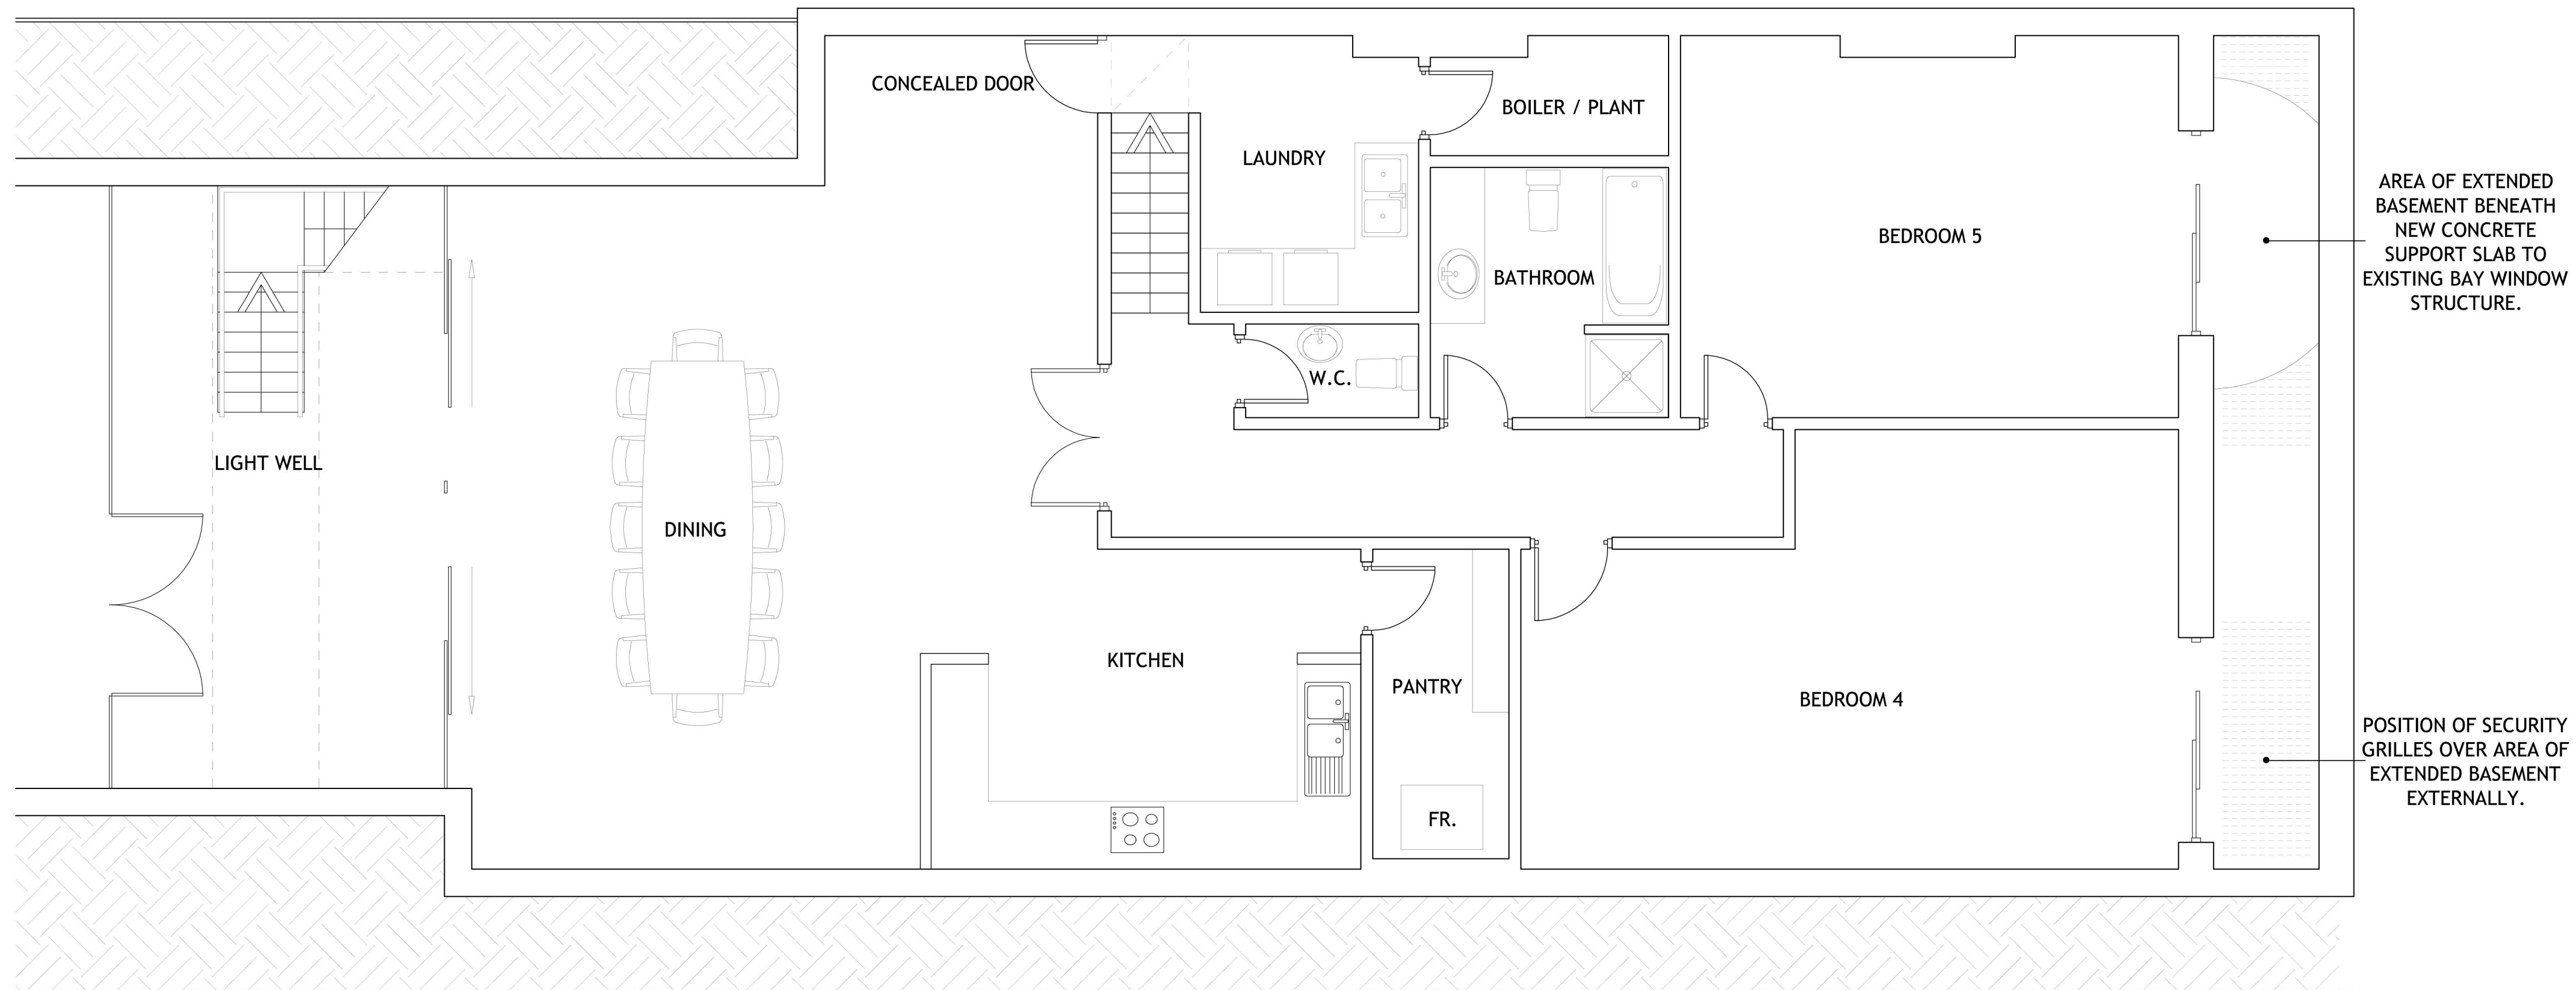 CONCEALED DOOR
BOILER / PLANT
LAUNDRY
AREA OF EXTENDED
BASEMENT BENEATH
NEW CONCRETE
SUPPORT SLAB TO
EXISTING BAY WINDOW
STRUCTURE.
BEDROOM 5
BATHROOM
W.C.
LIGHT WELL
DINING
KITCHEN
PANTRY
BEDROOM 4
POSITION OF SECURITY
GRILLES OVER AREA OF
EXTENDED BASEMENT
EXTERNALLY.
FR.